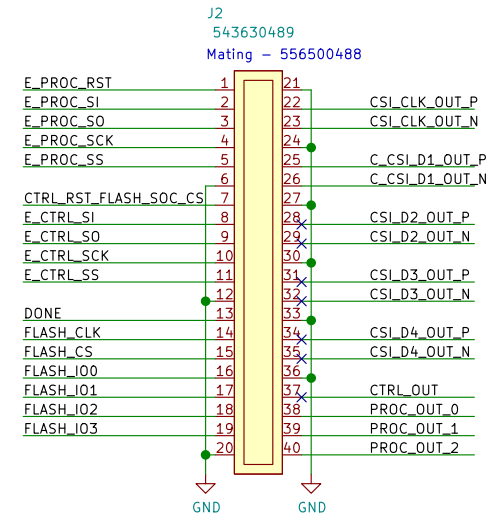 J2
543630489
Mating - 556500488
E_PROC_RST 1 21
E_PROC_SI 2 22 CSI_CLK_OUT_P
E_PROC_SO 3 23 CSI_CLK_OUT_N
E_PROC_SCK 4 24
E_PROC_SS 5 25 C_CSI_D1_OUT_P
6 26 C_CSI_D1_OUT_N
CTRL_RST_FLASH_SOC_CS 7 27
E_CTRL_SI 8 28 CSI_D2_OUT_P
E_CTRL_SO 9 29 CSI_D2_OUT_N
E_CTRL_SCK 10 30
E_CTRL_SS 11 31 CSI_D3_OUT_P
12 32 CSI_D3_OUT_N
DONE 13 33
FLASH_CLK 14 34 CSI_D4_OUT_P
FLASH_CS 15 35 CSI_D4_OUT_N
FLASH_IO0 16 36
FLASH_IO1 17 37 CTRL_OUT
FLASH_IO2 18 38 PROC_OUT_0
FLASH_IO3 19 39 PROC_OUT_1
20 40 PROC_OUT_2
GND GND